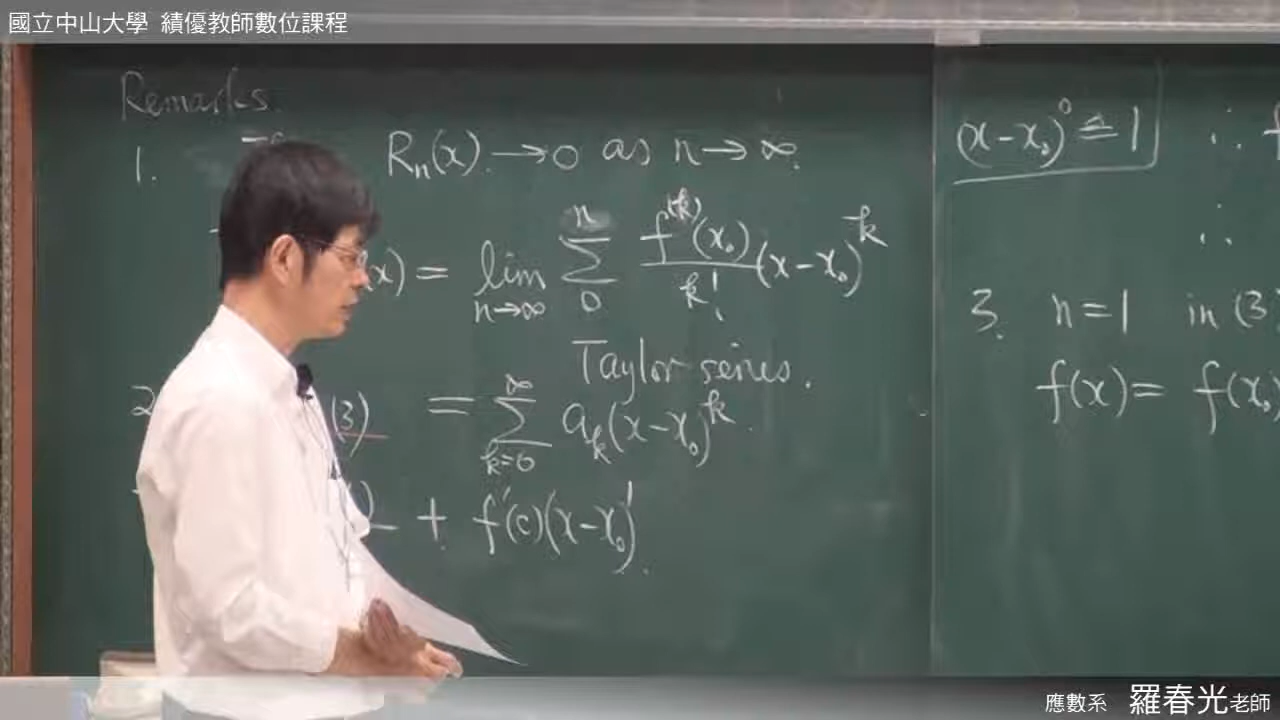 國立中山大學 績優教師數位課程
Remarks.
1. Rₙ(x) → 0 as n → ∞.
(x) = lim n→∞ Σ 0 n f⁽ᵏ⁾(x₀) / k! (x-x₀)ᵏ
Taylor series.
2 (3) = Σ k=0 ∞ aₖ(x-x₀)ᵏ.
+ f'(c)(x-x₀)¹.
(x-x₀)⁰ = 1 ∴ f
∴
3. n=1 in (3
f(x) = f(x₀
應數系 羅春光老師